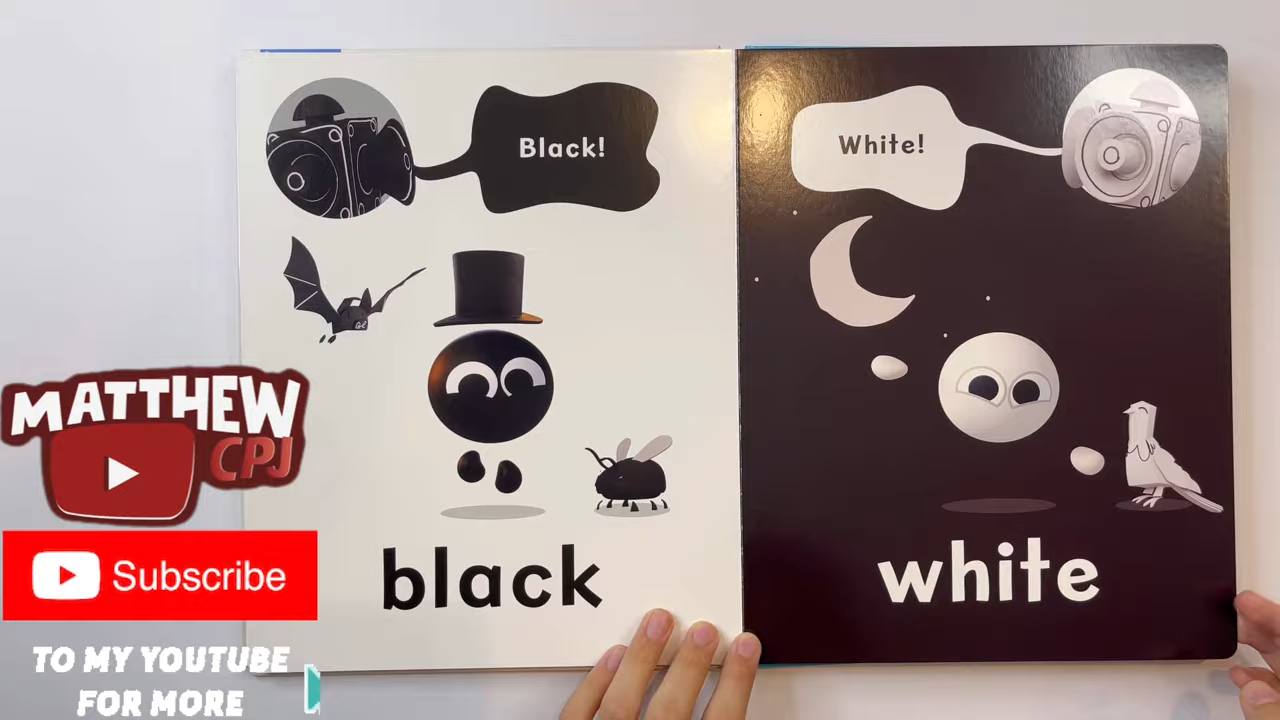 Black!
White!
black
white
MATTHEW
CPJ
Subscribe
TO MY YOUTUBE
FOR MORE